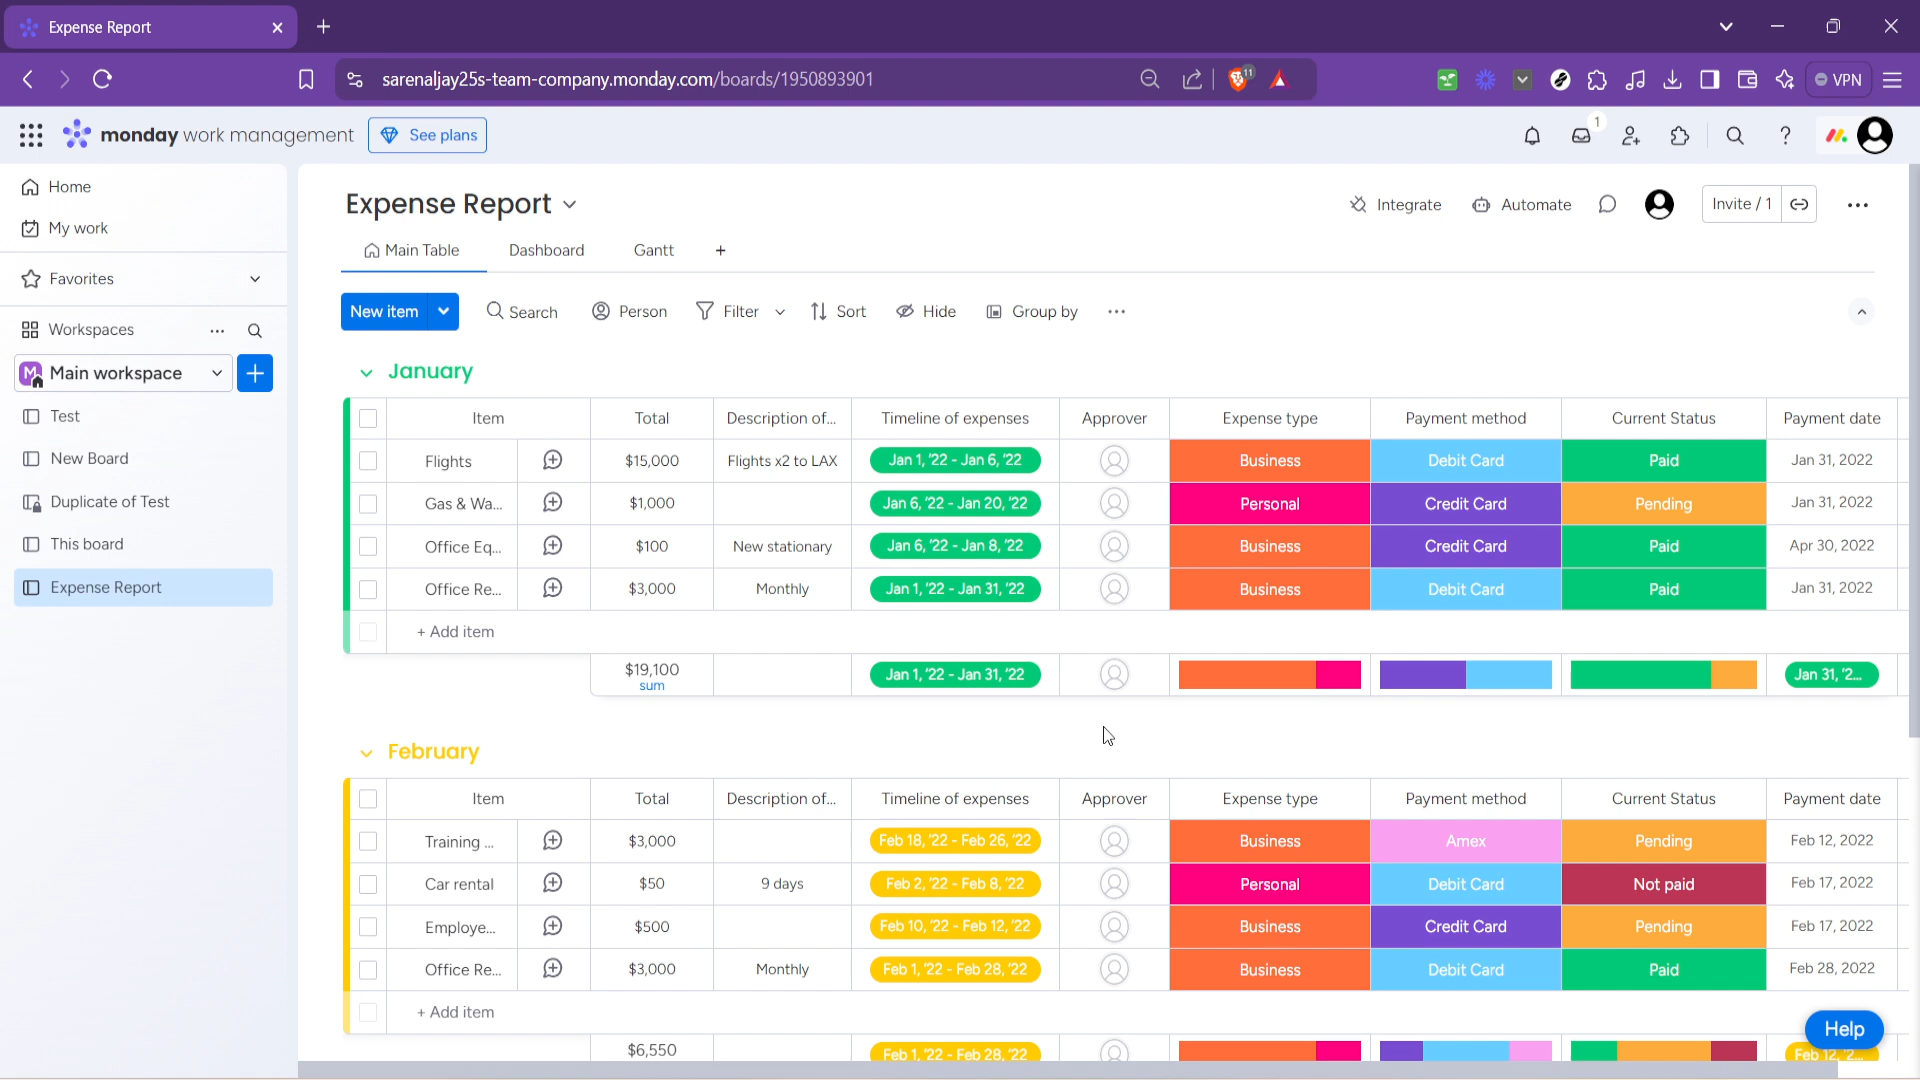 Expense Report
sarenaljay25s-team-company.monday.com/boards/1950893901
11
VPN
monday work management
See plans
1
Home
My work
Favorites
Workspaces
M Main workspace
Test
New Board
Duplicate of Test
This board
Expense Report
Expense Report
Integrate
Automate
Invite / 1
Main Table
Dashboard
Gantt
+
New item
Search
Person
Filter
Sort
Hide
Group by
January
Item Total Description of... Timeline of expenses Approver Expense type Payment method Current Status Payment date
Flights $15,000 Flights x2 to LAX Jan 1, '22 - Jan 6, '22 Business Debit Card Paid Jan 31, 2022
Gas & Wa... $1,000 Jan 6, '22 - Jan 20, '22 Personal Credit Card Pending Jan 31, 2022
Office Eq... $100 New stationary Jan 6, '22 - Jan 8, '22 Business Credit Card Paid Apr 30, 2022
Office Re... $3,000 Monthly Jan 1, '22 - Jan 31, '22 Business Debit Card Paid Jan 31, 2022
+ Add item
$19,100 Jan 1, '22 - Jan 31, '22 Jan 31, '2...
sum
February
Item Total Description of... Timeline of expenses Approver Expense type Payment method Current Status Payment date
Training ... $3,000 Feb 18, '22 - Feb 26, '22 Business Amex Pending Feb 12, 2022
Car rental $50 9 days Feb 2, '22 - Feb 8, '22 Personal Debit Card Not paid Feb 17, 2022
Employe... $500 Feb 10, '22 - Feb 12, '22 Business Credit Card Pending Feb 17, 2022
Office Re... $3,000 Monthly Feb 1, '22 - Feb 28, '22 Business Debit Card Paid Feb 28, 2022
+ Add item
Help
$6,550 Feb 1, '22 - Feb 28, '22 Feb 12, '2...